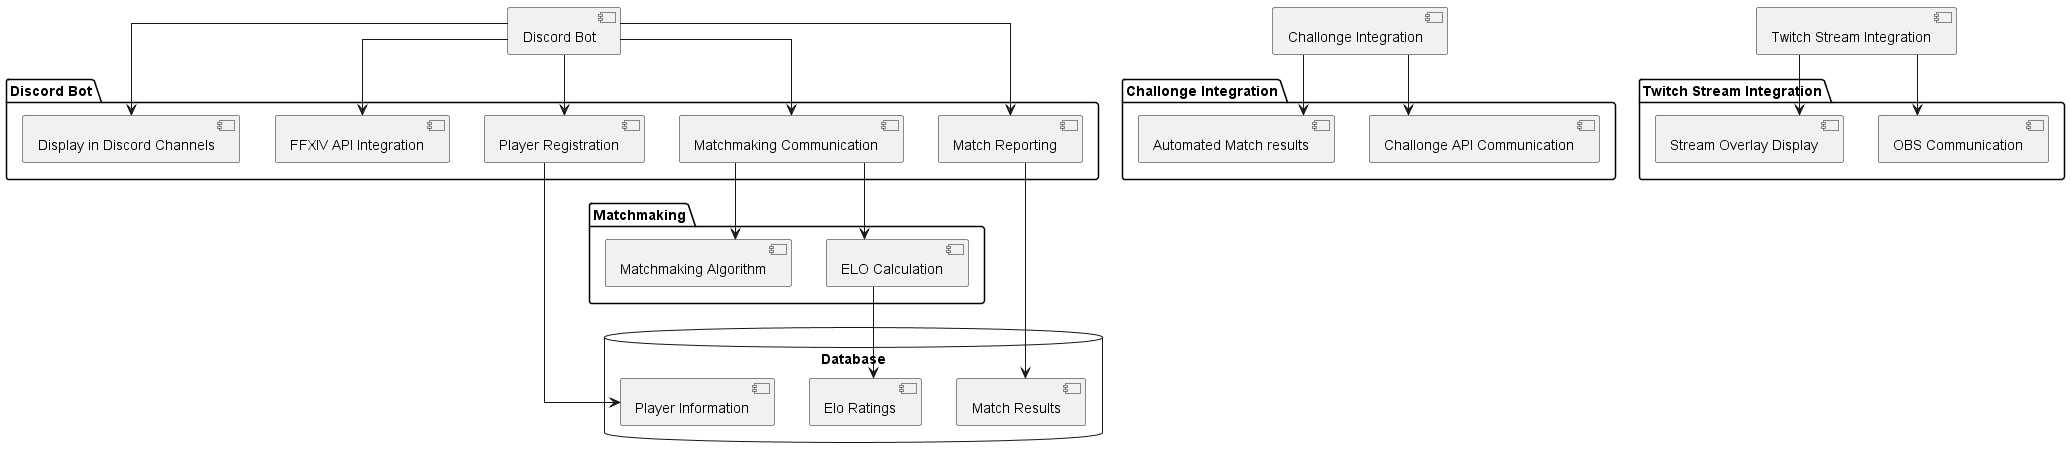 Discord Bot
Challonge Integration
Twitch Stream Integration
Discord Bot
Challonge Integration
Twitch Stream Integration
Display in Discord Channels
FFXIV API Integration
Player Registration
Matchmaking Communication
Match Reporting
Automated Match results
Challonge API Communication
Stream Overlay Display
OBS Communication
Matchmaking
Matchmaking Algorithm
ELO Calculation
Database
Player Information
Elo Ratings
Match Results